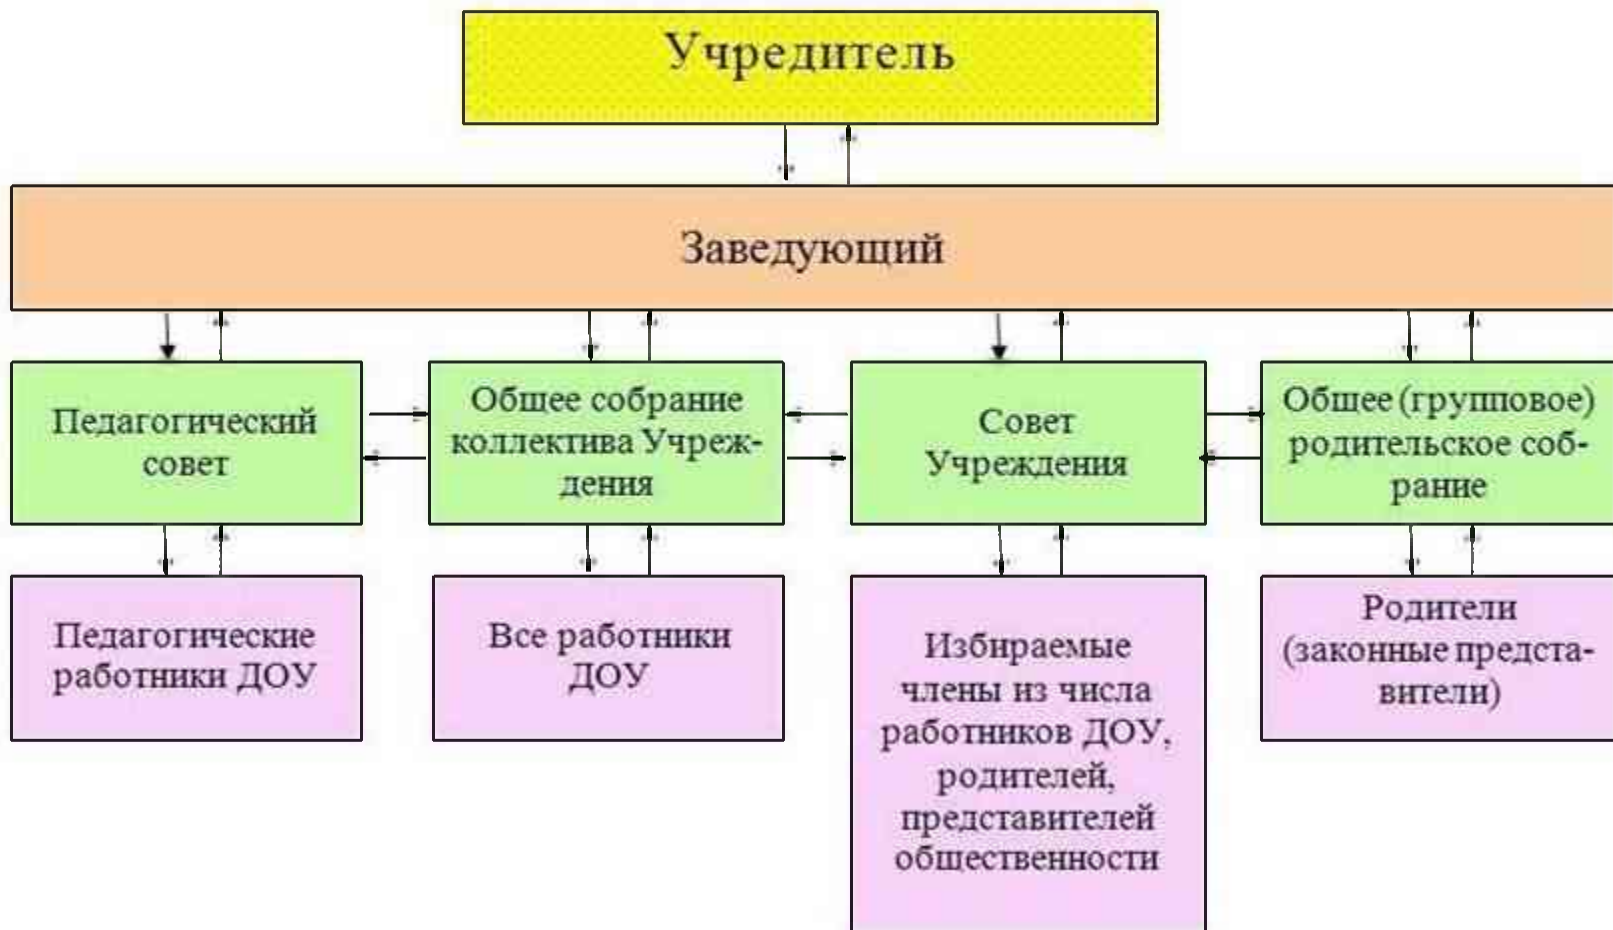 Учредитель
Заведующий
Педагогический
совет
Общее собрание
коллектива Учреж-
дения
Совет
Учреждения
Общее (групповое)
родительское соб-
рание
Педагогические
работники ДОУ
Все работники
ДОУ
Избираемые
члены из числа
работников ДОУ,
родителей,
представителей
общественности
Родители
(законные предста-
вители)